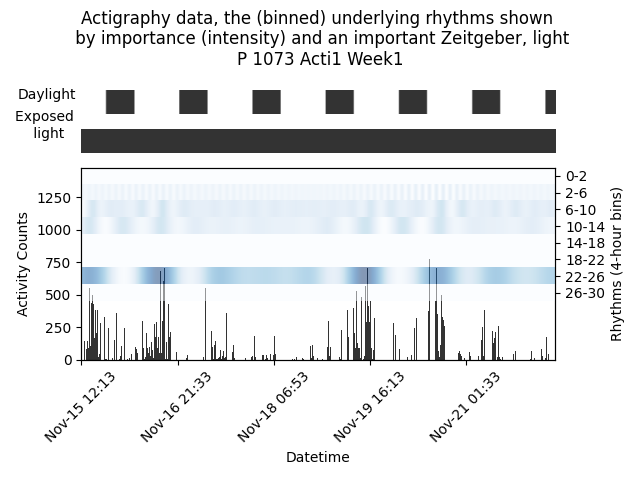 Actigraphy data, the (binned) underlying rhythms shown
by importance (intensity) and an important Zeitgeber, light
P 1073 Acti1 Week1
Daylight
Exposed
light
1250
1000
750
500
250
0
Activity Counts
0-2
2-6
6-10
10-14
14-18
18-22
22-26
26-30
Rhythms (4-hour bins)
Nov-15 12:13
Nov-16 21:33
Nov-18 06:53
Nov-19 16:13
Nov-21 01:33
Datetime